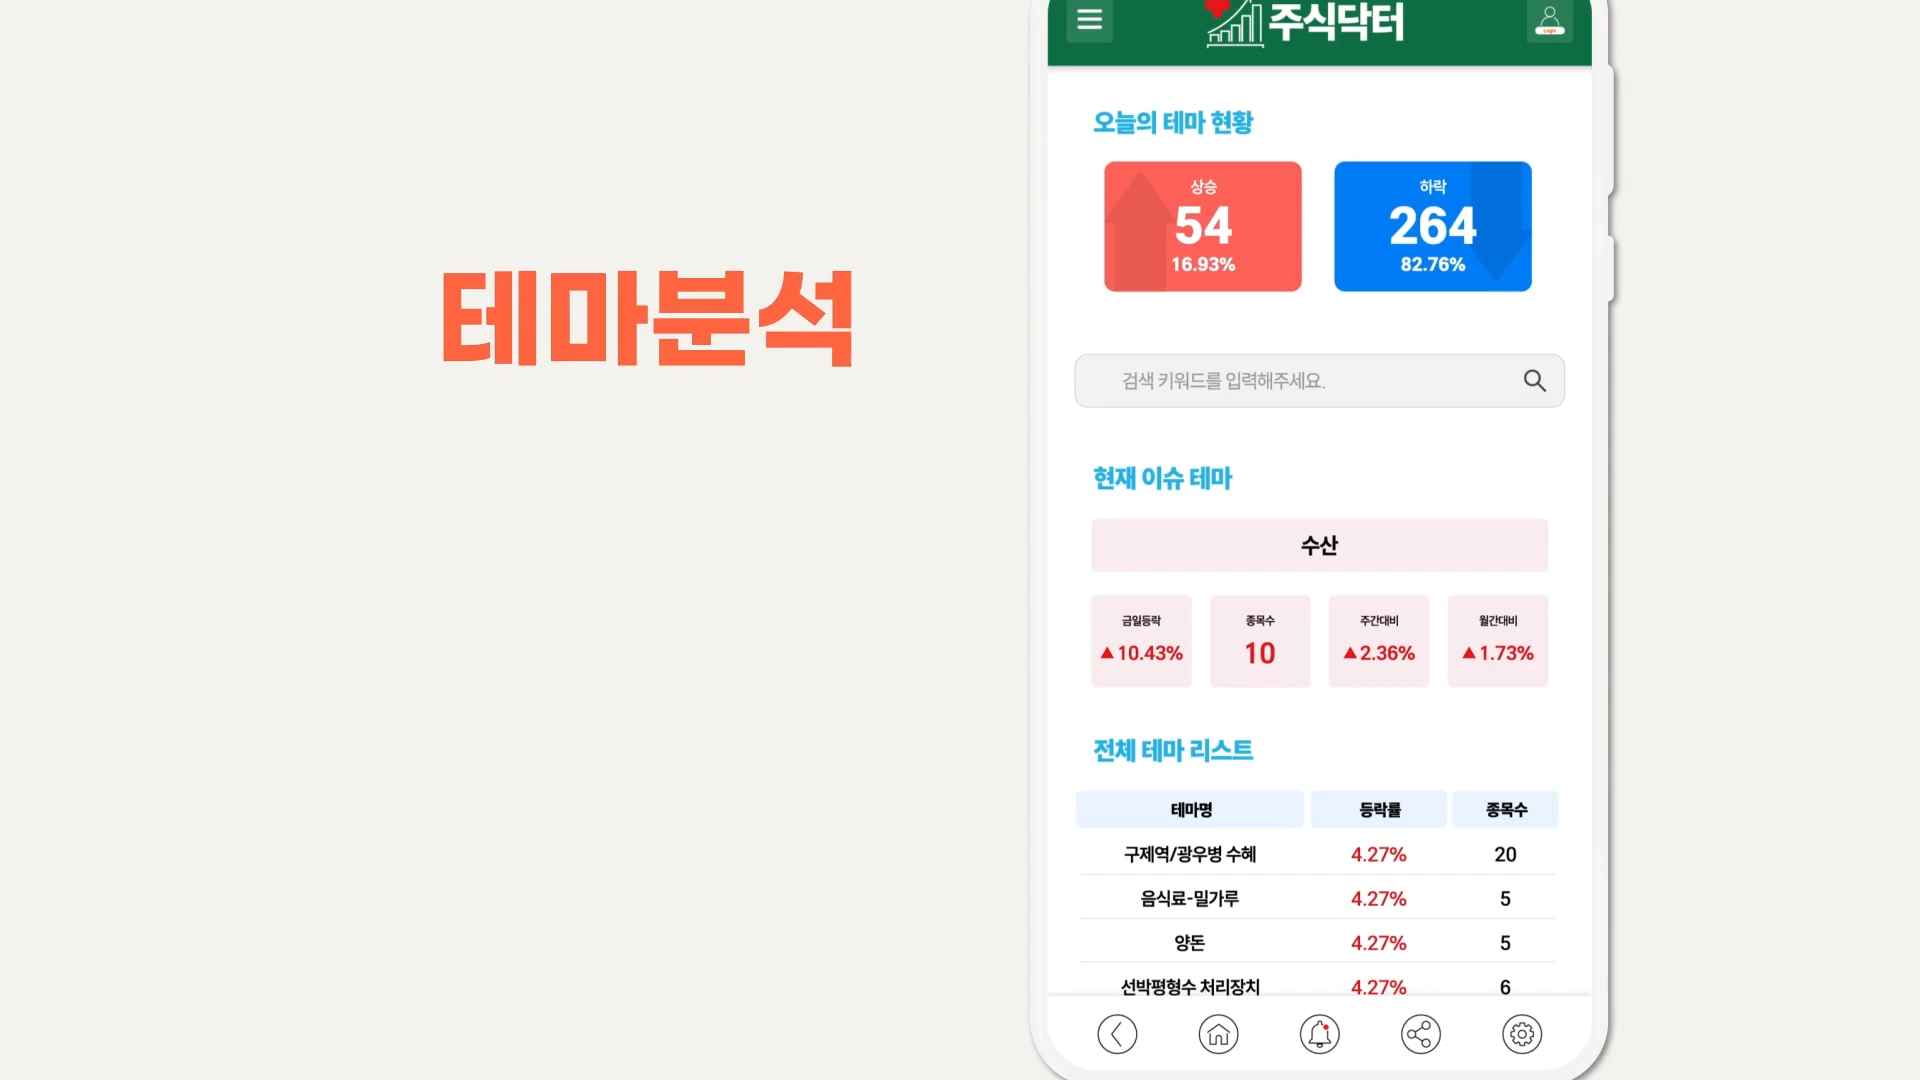 테마분석
주식닥터
Login
오늘의 테마 현황
상승
54
16.93%
하락
264
82.76%
검색 키워드를 입력해주세요.
현재 이슈 테마
수산
금일등락
▲10.43%
종목수
10
주간대비
▲2.36%
월간대비
▲1.73%
전체 테마 리스트
테마명 등락률 종목수
구제역/광우병 수혜 4.27% 20
음식료-밀가루 4.27% 5
양돈 4.27% 5
선박평형수 처리장치 4.27% 6